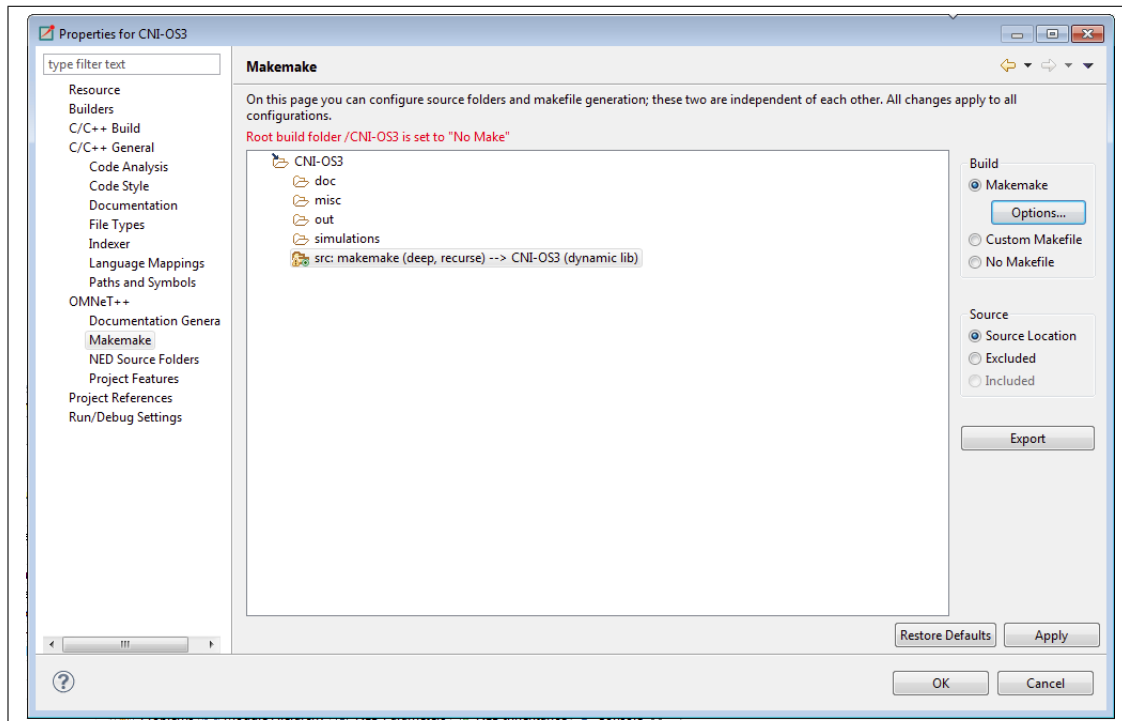 Properties for CNI-OS3
type filter text
Resource
Builders
C/C++ Build
C/C++ General
Code Analysis
Code Style
Documentation
File Types
Indexer
Language Mappings
Paths and Symbols
OMNeT++
Documentation Genera
Makemake
NED Source Folders
Project Features
Project References
Run/Debug Settings
Makemake
On this page you can configure source folders and makefile generation; these two are independent of each other. All changes apply to all
configurations.
Root build folder /CNI-OS3 is set to "No Make"
CNI-OS3
doc
misc
out
simulations
src: makemake (deep, recurse) --> CNI-OS3 (dynamic lib)
Build
Makemake
Options...
Custom Makefile
No Makefile
Source
Source Location
Excluded
Included
Export
Restore Defaults
Apply
OK
Cancel